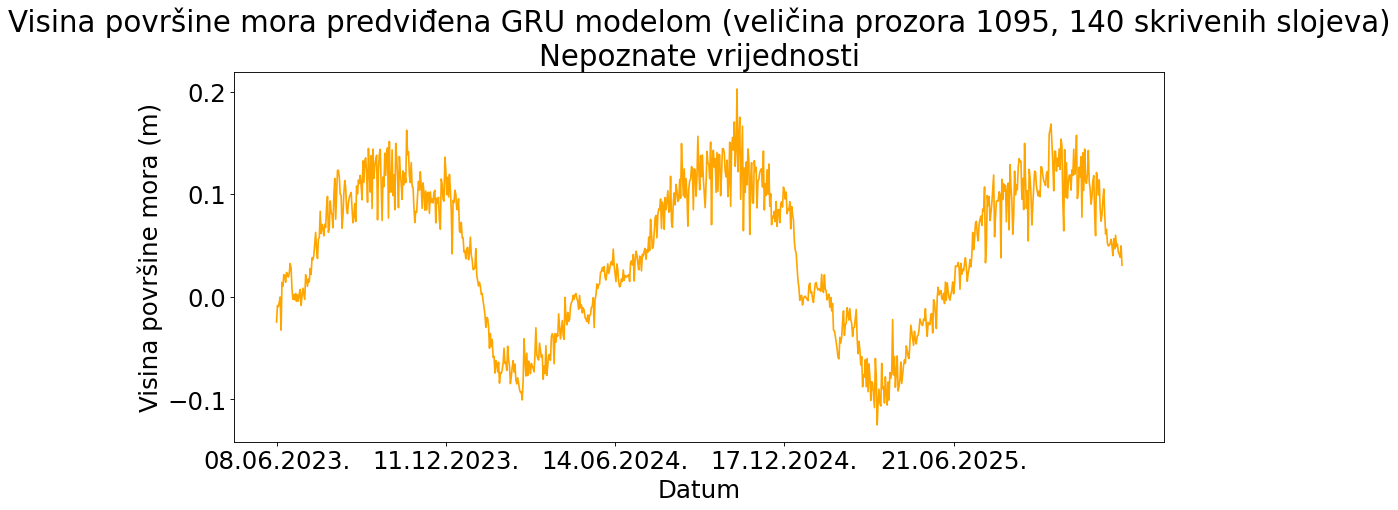 Visina površine mora predviđena GRU modelom (veličina prozora 1095, 140 skrivenih slojeva)
Nepoznate vrijednosti
Visina površine mora (m)
0.2
0.1
0.0
−0.1
08.06.2023. 11.12.2023. 14.06.2024. 17.12.2024. 21.06.2025.
Datum